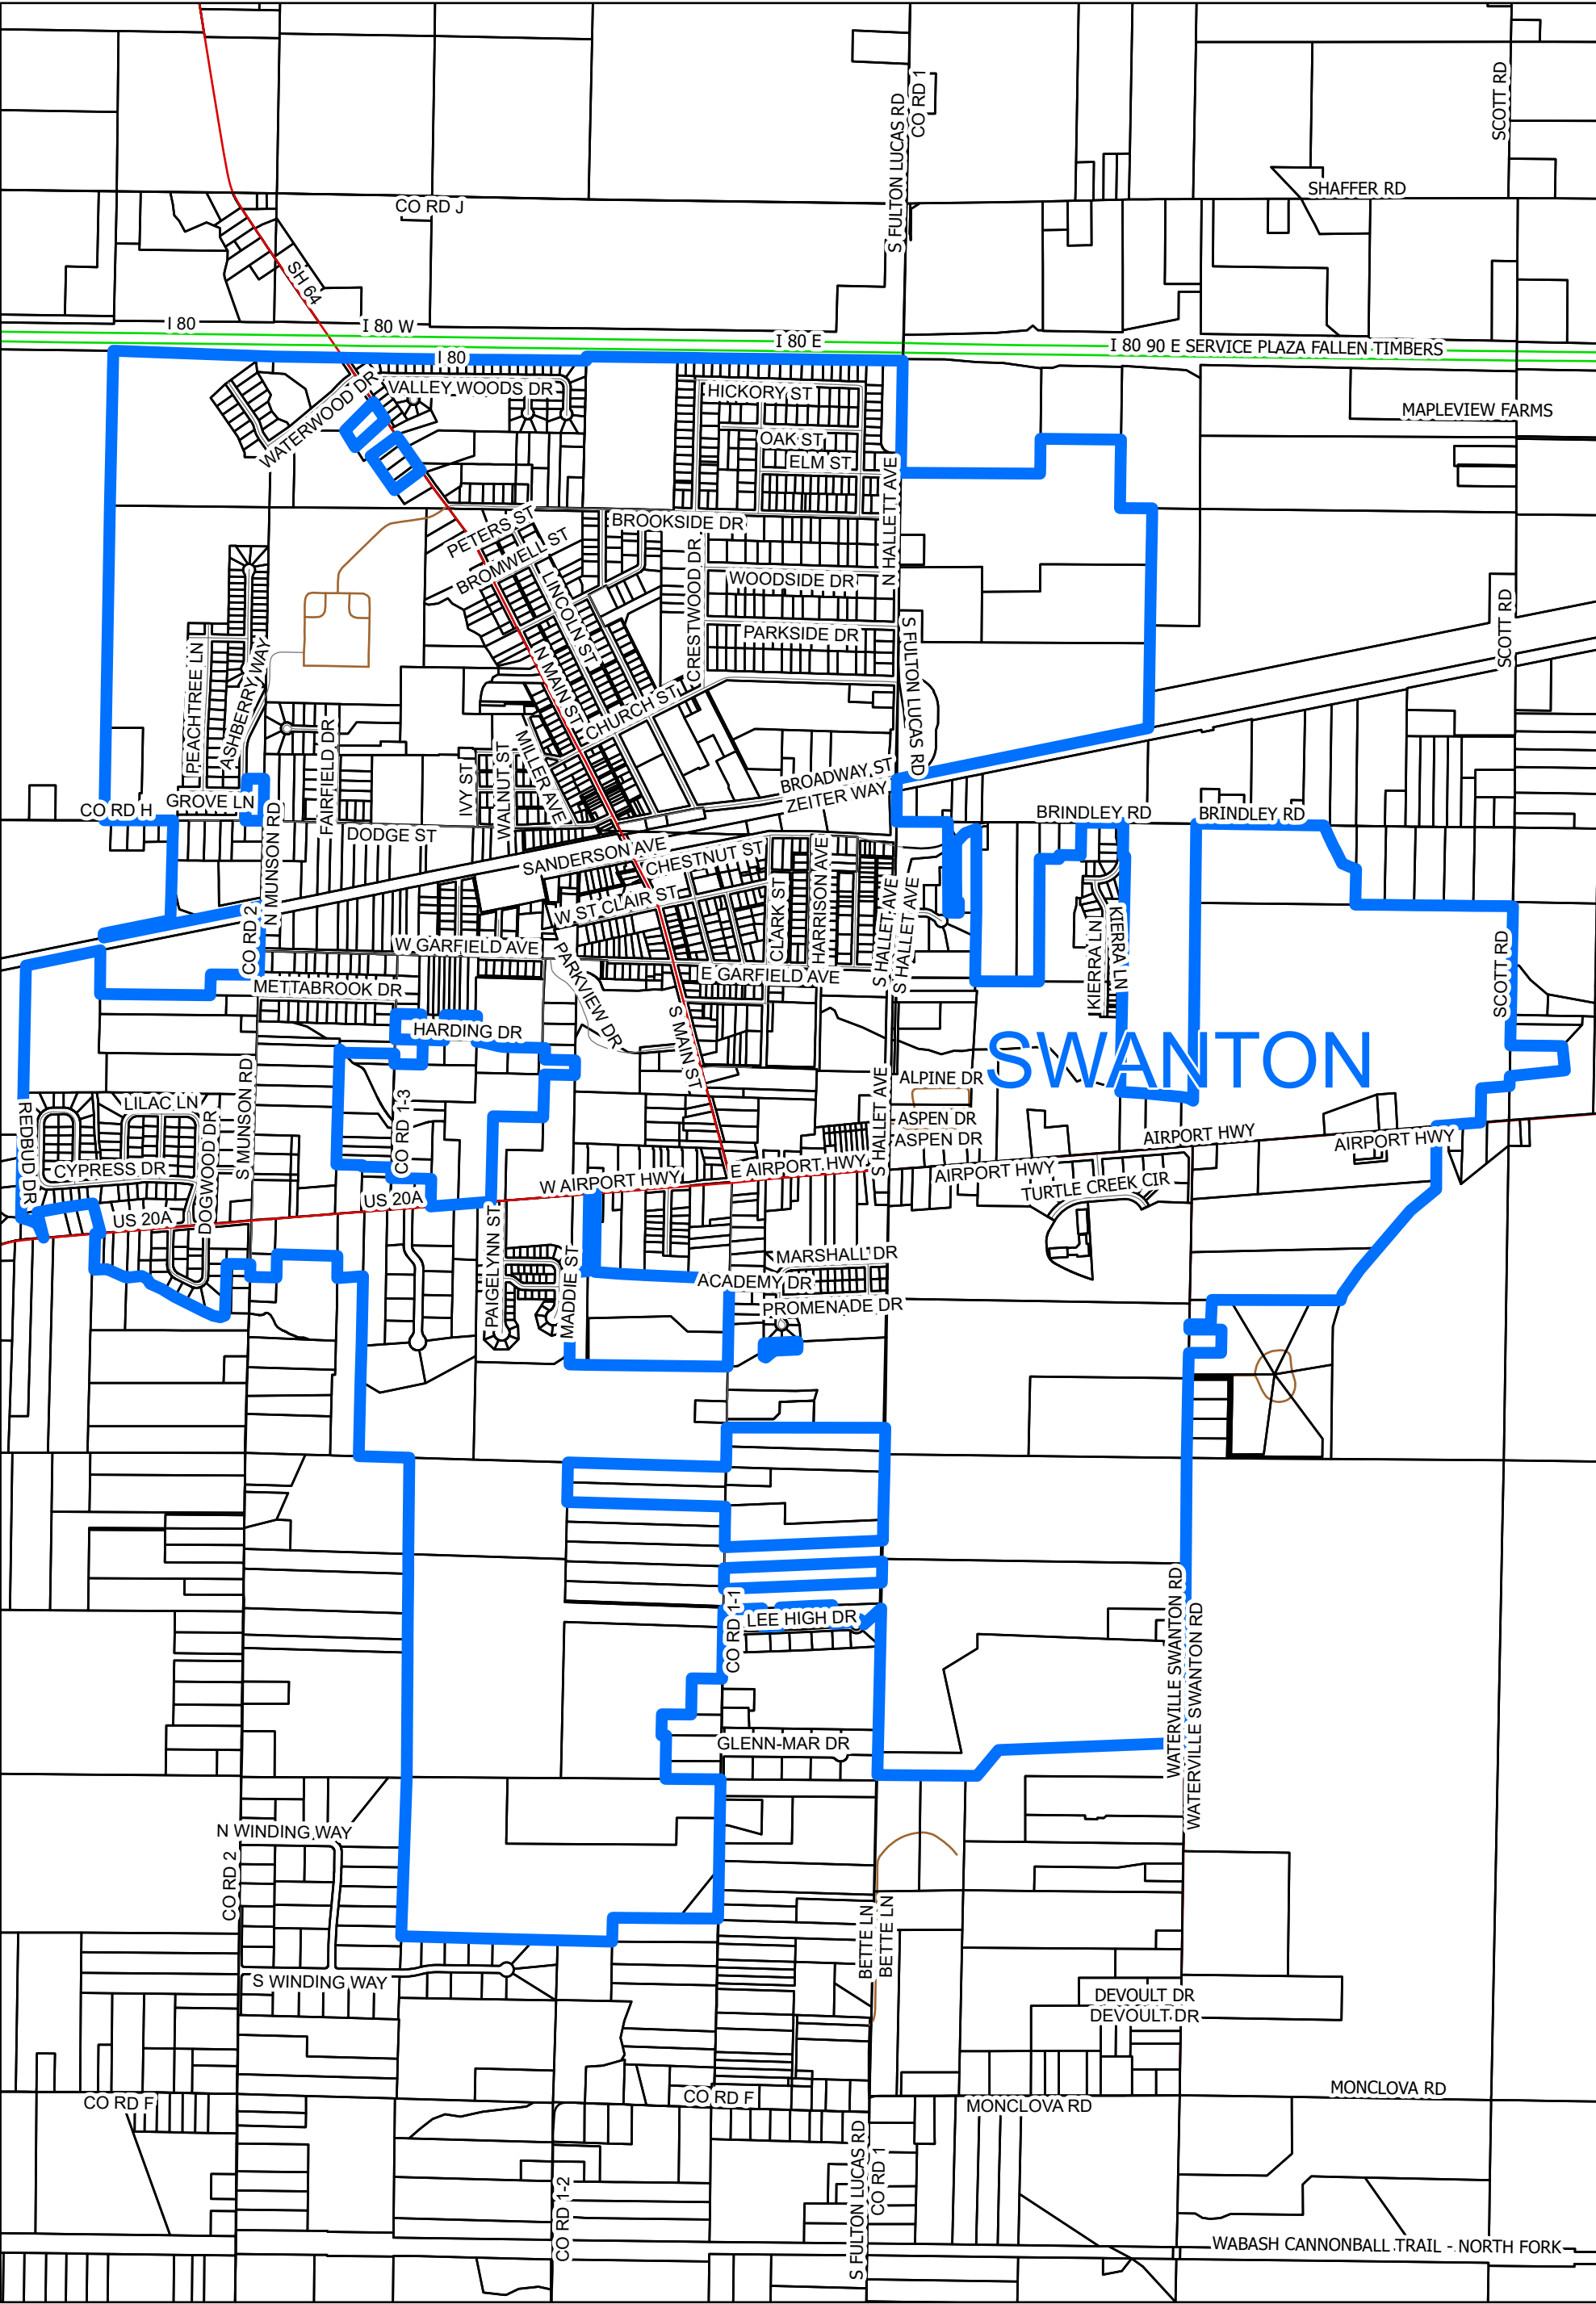 SCOTT RD
CO RD 1
S FULTON LUCAS RD
SHAFFER RD
CO RD J
SH 64
I 80
I 80 W
I 80 E
I 80 90 E SERVICE PLAZA FALLEN TIMBERS
I 80
WATERWOOD DR
VALLEY WOODS DR
HICKORY ST
MAPLEVIEW FARMS
OAK ST
ELM ST
N HALLETT AVE
PETERS ST
BROOKSIDE DR
BROMWELL ST
LINCOLN ST
CRESTWOOD DR
WOODSIDE DR
SCOTT RD
PEACHTREE LN
ASHBERRY WAY
N MAIN ST
PARKSIDE DR
S FULTON LUCAS RD
CHURCH ST
FAIRFIELD DR
IVY ST
WALNUT ST
MILLER AVE
BROADWAY ST
ZEITER WAY
CO RD H
GROVE LN
N MUNSON RD
DODGE ST
BRINDLEY RD
BRINDLEY RD
SANDERSON AVE
CHESTNUT ST
W ST CLAIR ST
CLARK ST
HARRISON AVE
S HALLET AVE
S HALLET AVE
CO RD 2
W GARFIELD AVE
E GARFIELD AVE
PARKVIEW DR
KIERRA LN
KIERRA LN
SCOTT RD
METTABROOK DR
HARDING DR
S MAIN ST
SWANTON
REDBUD DR
LILAC LN
DOGWOOD DR
S MUNSON RD
CO RD 1-3
S HALLET AVE
ALPINE DR
ASPEN DR
ASPEN DR
AIRPORT HWY
AIRPORT HWY
CYPRESS DR
E AIRPORT HWY
AIRPORT HWY
W AIRPORT HWY
TURTLE CREEK CIR
US 20A
US 20A
PAIGELYNN ST
MADDIE ST
MARSHALL DR
ACADEMY DR
PROMENADE DR
CO RD 1-1
LEE HIGH DR
WATERVILLE SWANTON RD
WATERVILLE SWANTON RD
GLENN-MAR DR
N WINDING WAY
CO RD 2
BETTE LN
BETTE LN
S WINDING WAY
DEVOULT DR
DEVOULT DR
CO RD F
CO RD F
MONCLOVA RD
MONCLOVA RD
CO RD 1-2
S FULTON LUCAS RD
CO RD 1
WABASH CANNONBALL TRAIL - NORTH FORK